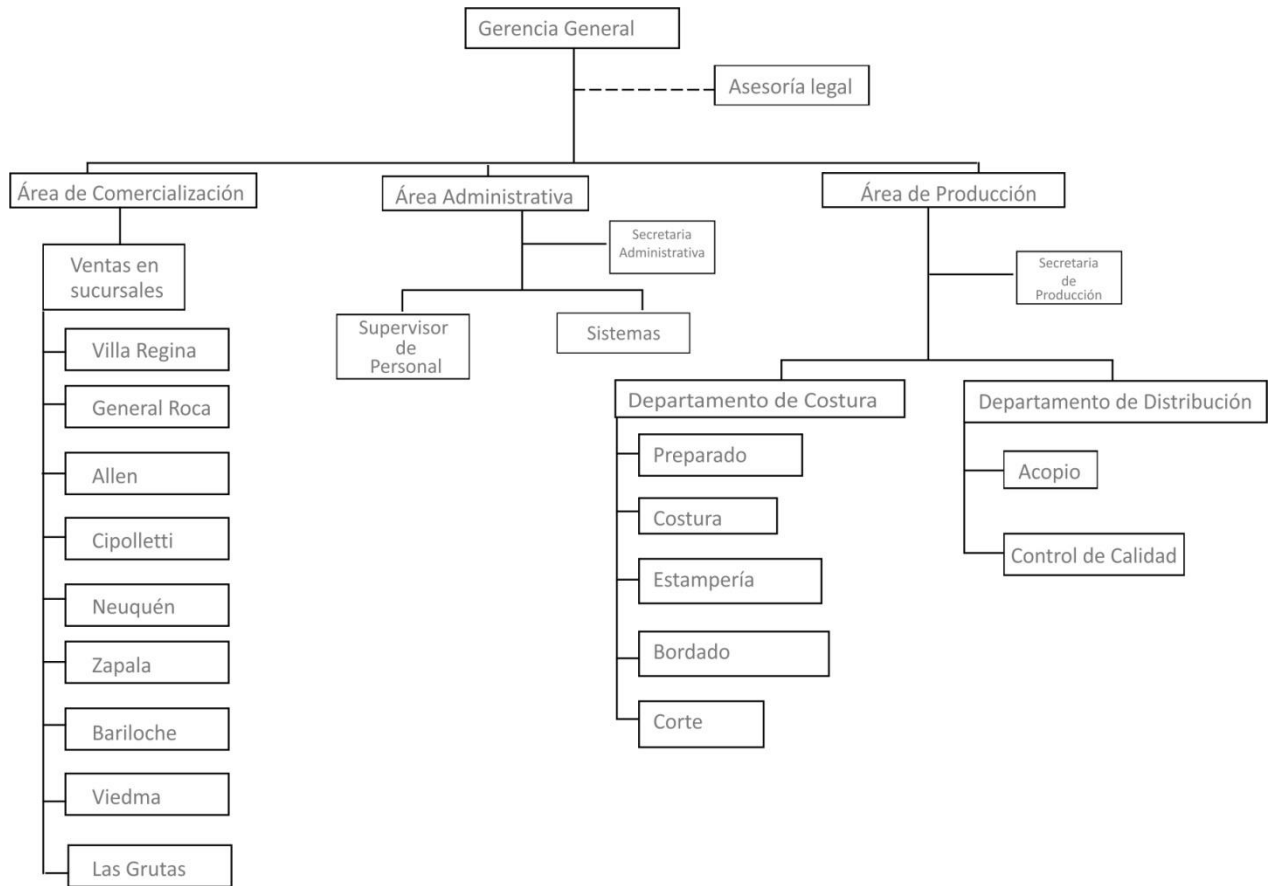 Gerencia General
Asesoría legal
Área de Comercialización
Área Administrativa
Área de Producción
Ventas en
sucursales
Secretaria
Administrativa
Secretaria
de
Producción
Supervisor
de
Personal
Sistemas
Villa Regina
General Roca
Allen
Cipolletti
Neuquén
Zapala
Bariloche
Viedma
Las Grutas
Departamento de Costura
Preparado
Costura
Estampería
Bordado
Corte
Departamento de Distribución
Acopio
Control de Calidad